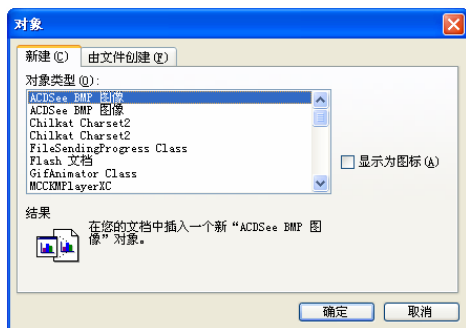 对象
新建(C) 由文件创建(F)
对象类型(O):
ACDSee BMP 图像
ACDSee BMP 图像
Chilkat Charset2
Chilkat Charset2
FileSendingProgress Class
Flash 文档
GifAnimator Class
MCCKMPlayerXC
显示为图标(A)
结果
在您的文档中插入一个新“ACDSee BMP 图
像”对象。
确定 取消